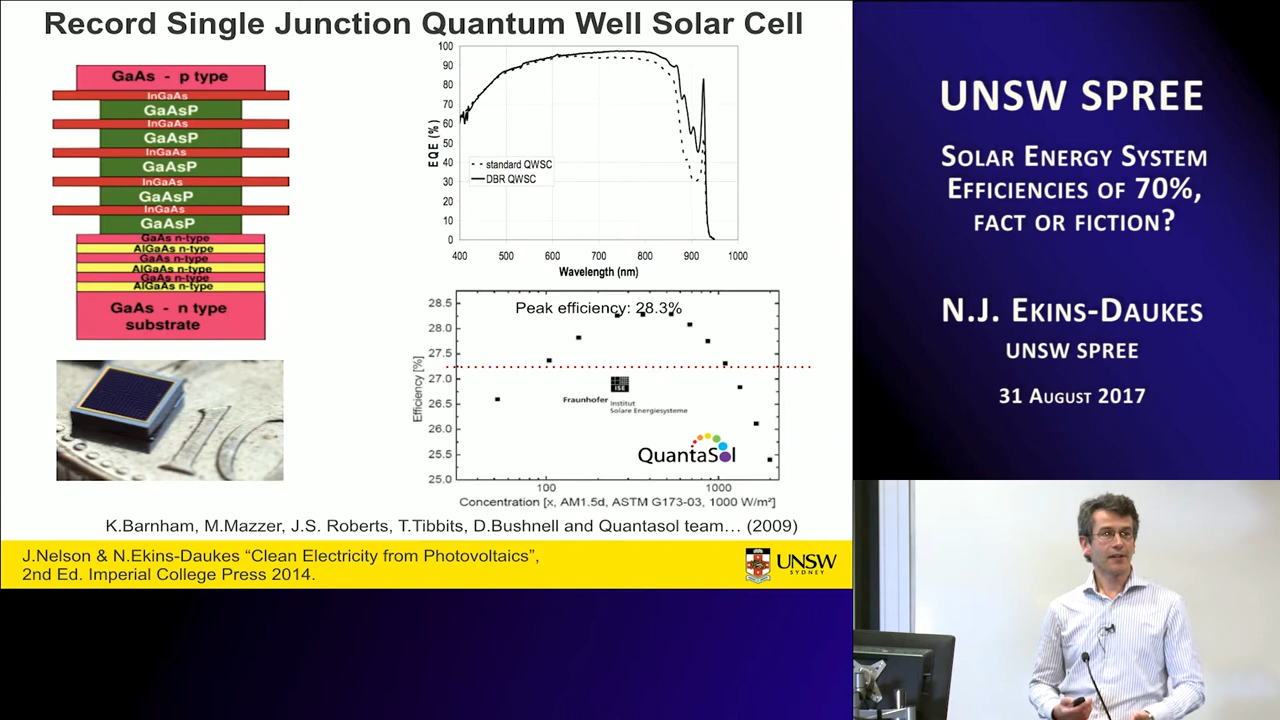 Record Single Junction Quantum Well Solar Cell
GaAs - p type
InGaAs
GaAsP
InGaAs
GaAsP
InGaAs
GaAsP
InGaAs
GaAsP
InGaAs
GaAsP
GaAs n-type
AlGaAs n-type
GaAs n-type
AlGaAs n-type
GaAs n-type
AlGaAs n-type
GaAs - n type
substrate
100
90
80
70
60
50
40
30
20
10
0
EQE (%)
standard QWSC
DBR QWSC
400 500 600 700 800 900 1000
Wavelength (nm)
Peak efficiency: 28.3%
28.5
28.0
27.5
27.0
26.5
26.0
25.5
25.0
Efficiency [%]
ISE
Fraunhofer
Institut
Solare Energiesysteme
QuantaSol
100 1000
Concentration [x, AM1.5d, ASTM G173-03, 1000 W/m²]
K.Barnham, M.Mazzer, J.S. Roberts, T.Tibbits, D.Bushnell and Quantasol team… (2009)
J.Nelson & N.Ekins-Daukes “Clean Electricity from Photovoltaics”,
2nd Ed. Imperial College Press 2014.
UNSW
SYDNEY
UNSW SPREE
SOLAR ENERGY SYSTEM
EFFICIENCIES OF 70%,
FACT OR FICTION?
N.J. EKINS-DAUKES
UNSW SPREE
31 AUGUST 2017